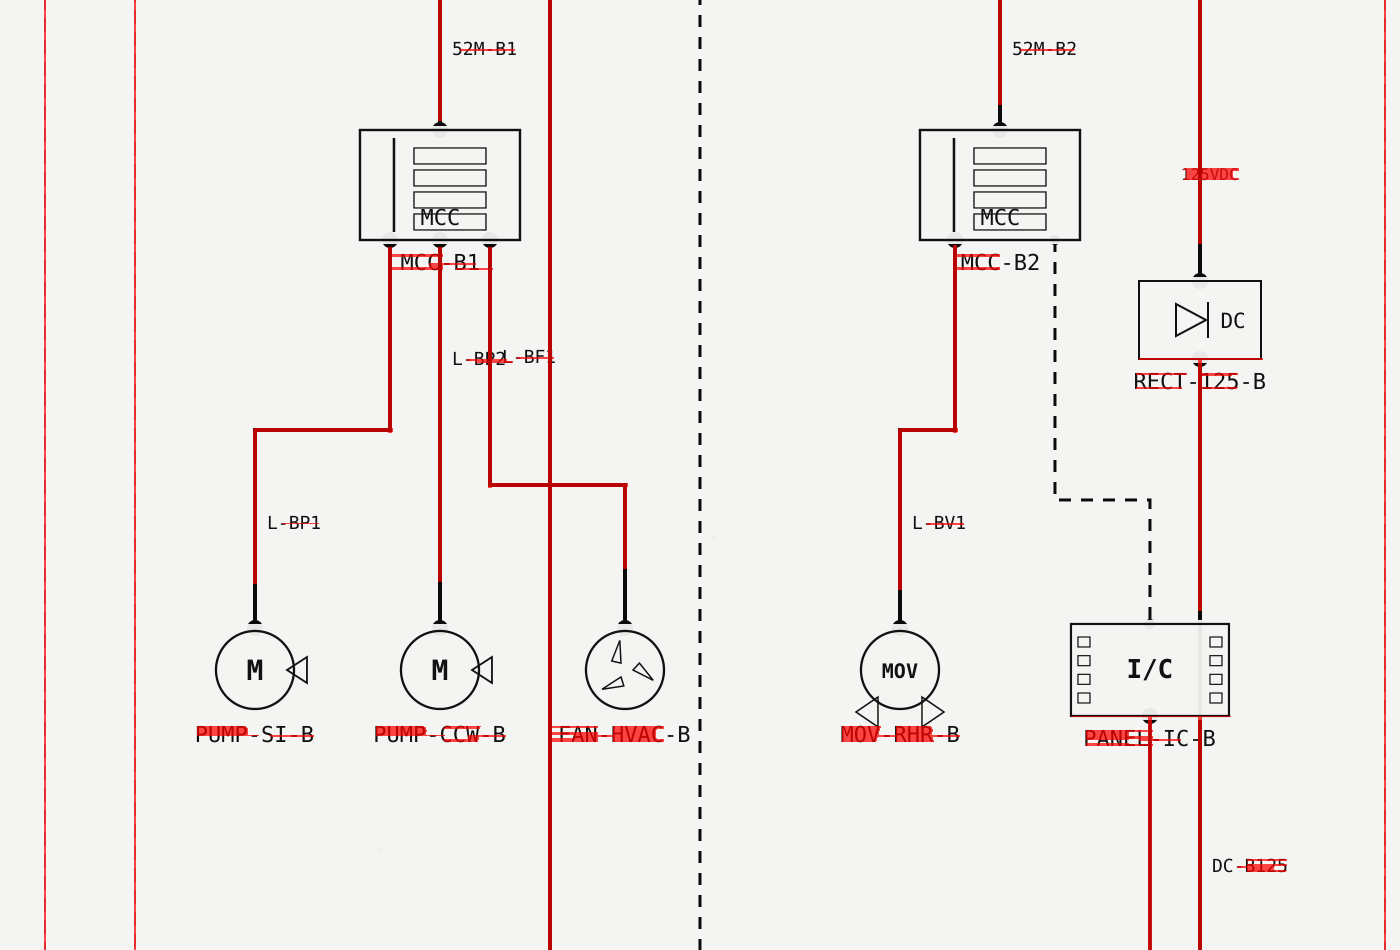 52M-B1
52M-B2
125VDC
MCC
MCC
MCC-B1
MCC-B2
DC
L-BP2
L-BF1
RECT-125-B
L-BP1
L-BV1
M
M
MOV
I/C
PUMP-SI-B
PUMP-CCW-B
FAN-HVAC-B
MOV-RHR-B
PANEL-IC-B
DC-B125